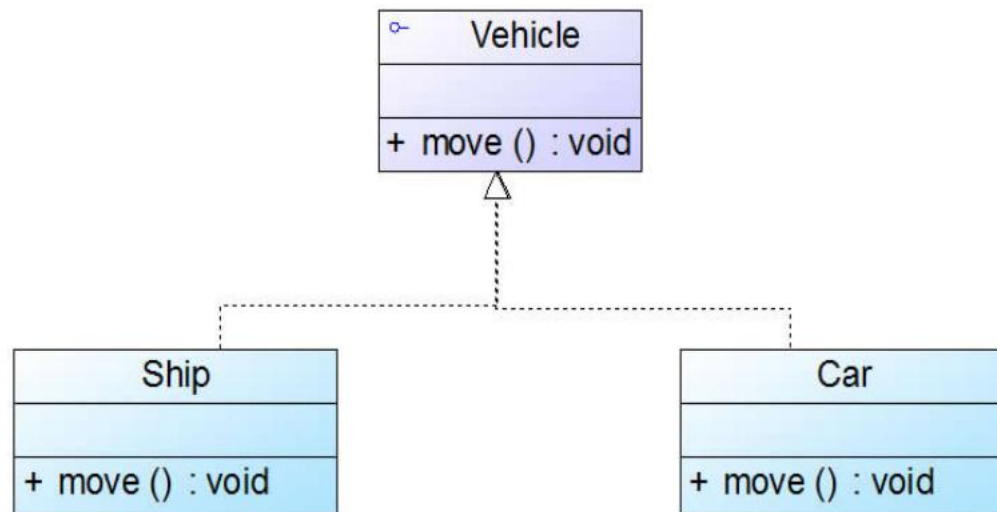 Vehicle
+ move () : void
Ship
+ move () : void
Car
+ move () : void